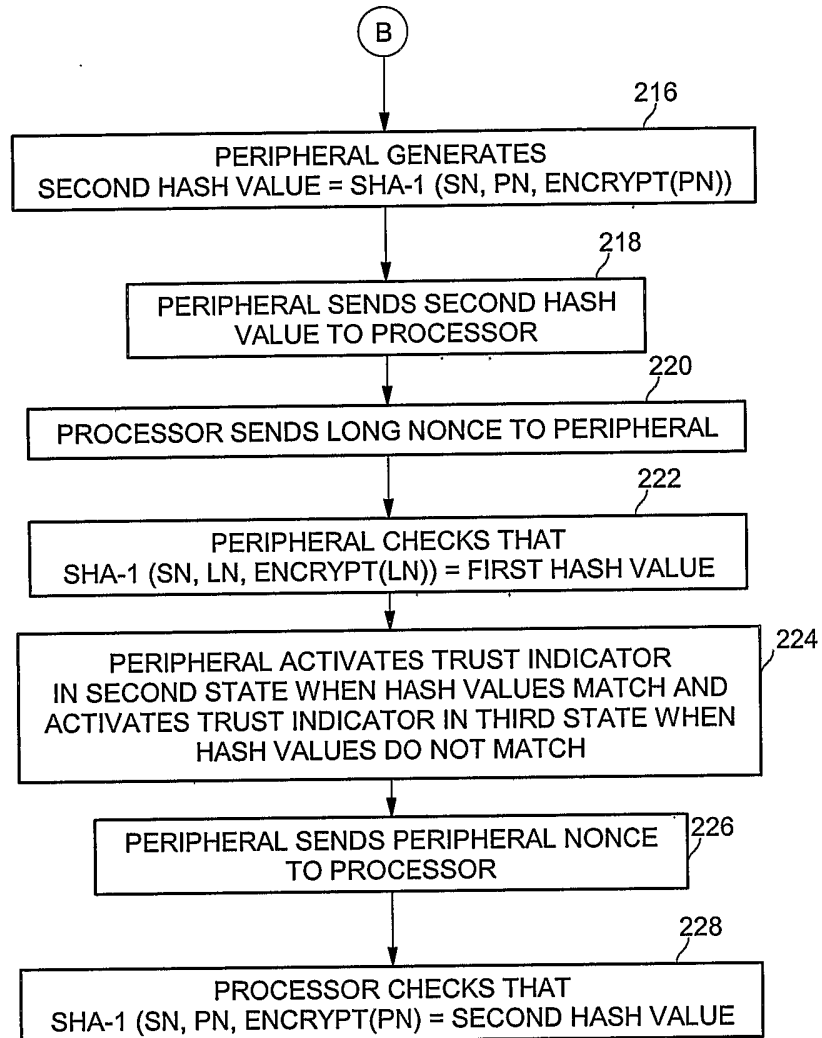 B
216
PERIPHERAL GENERATES
SECOND HASH VALUE = SHA-1 (SN, PN, ENCRYPT(PN))
218
PERIPHERAL SENDS SECOND HASH
VALUE TO PROCESSOR
220
PROCESSOR SENDS LONG NONCE TO PERIPHERAL
222
PERIPHERAL CHECKS THAT
SHA-1 (SN, LN, ENCRYPT(LN)) = FIRST HASH VALUE
224
PERIPHERAL ACTIVATES TRUST INDICATOR
IN SECOND STATE WHEN HASH VALUES MATCH AND
ACTIVATES TRUST INDICATOR IN THIRD STATE WHEN
HASH VALUES DO NOT MATCH
226
PERIPHERAL SENDS PERIPHERAL NONCE
TO PROCESSOR
228
PROCESSOR CHECKS THAT
SHA-1 (SN, PN, ENCRYPT(PN) = SECOND HASH VALUE